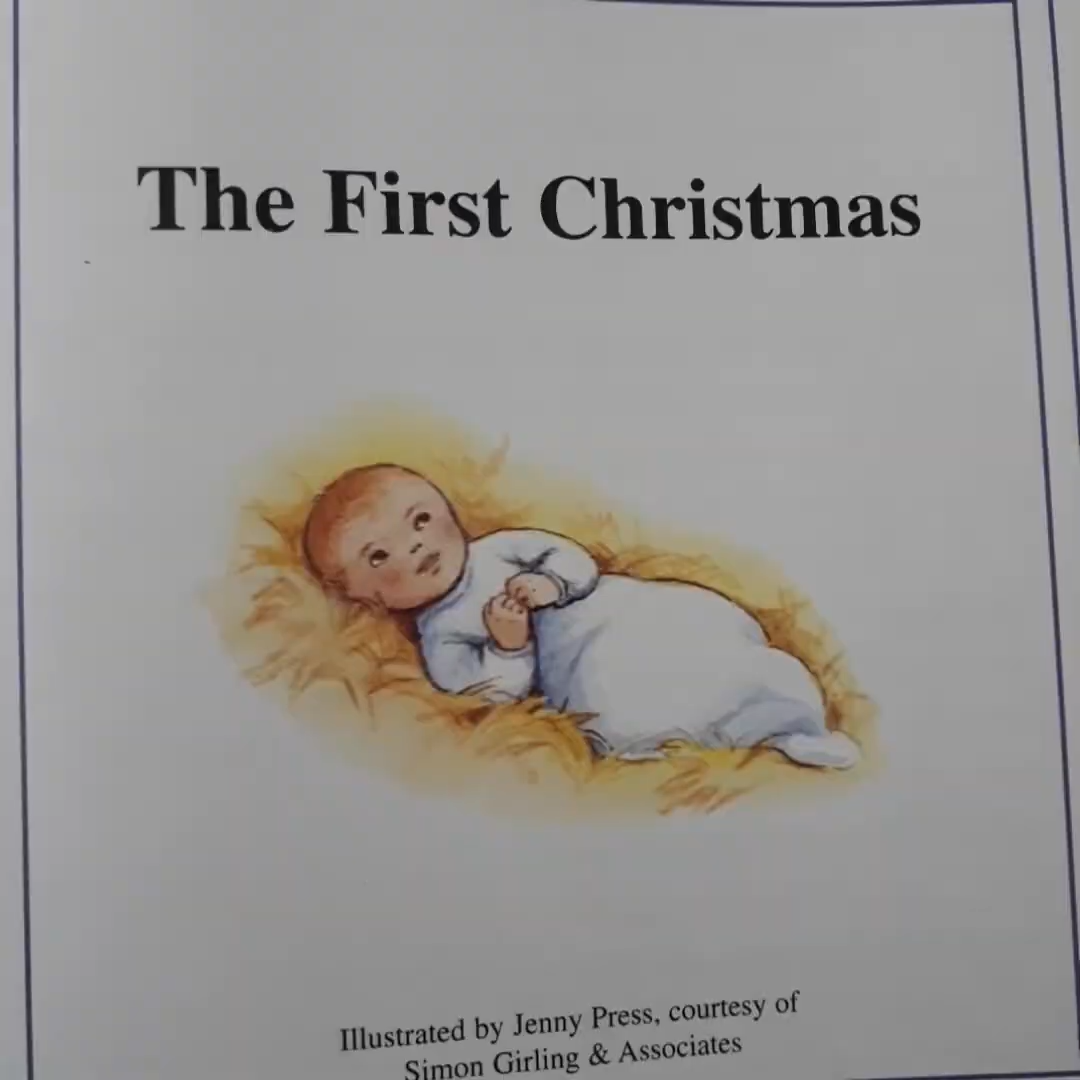 The First Christmas
Illustrated by Jenny Press, courtesy of
Simon Girling & Associates